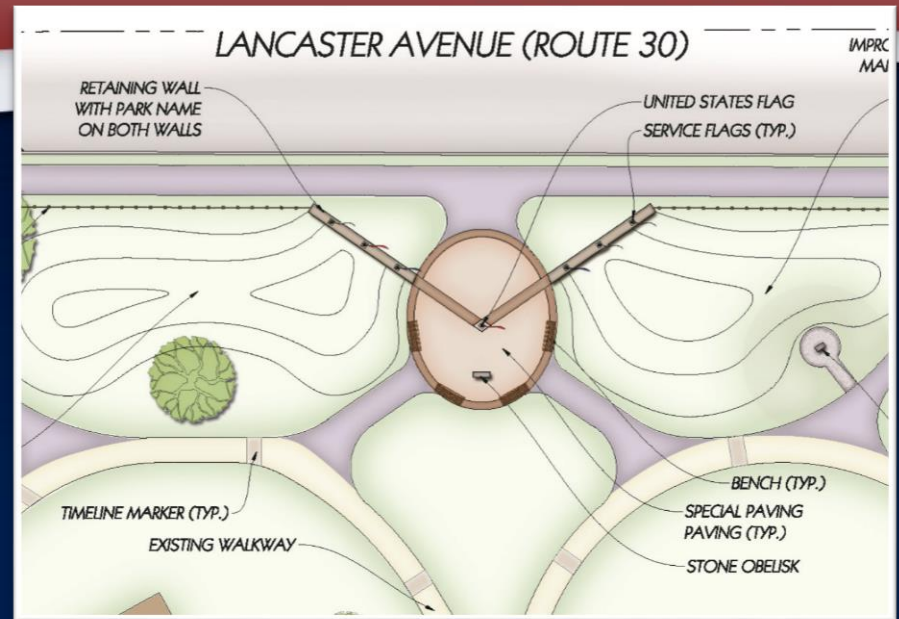 LANCASTER AVENUE (ROUTE 30)
RETAINING WALL
WITH PARK NAME
ON BOTH WALLS
UNITED STATES FLAG
SERVICE FLAGS (TYP.)
TIMELINE MARKER (TYP.)
EXISTING WALKWAY
BENCH (TYP.)
SPECIAL PAVING
PAVING (TYP.)
STONE OBELISK